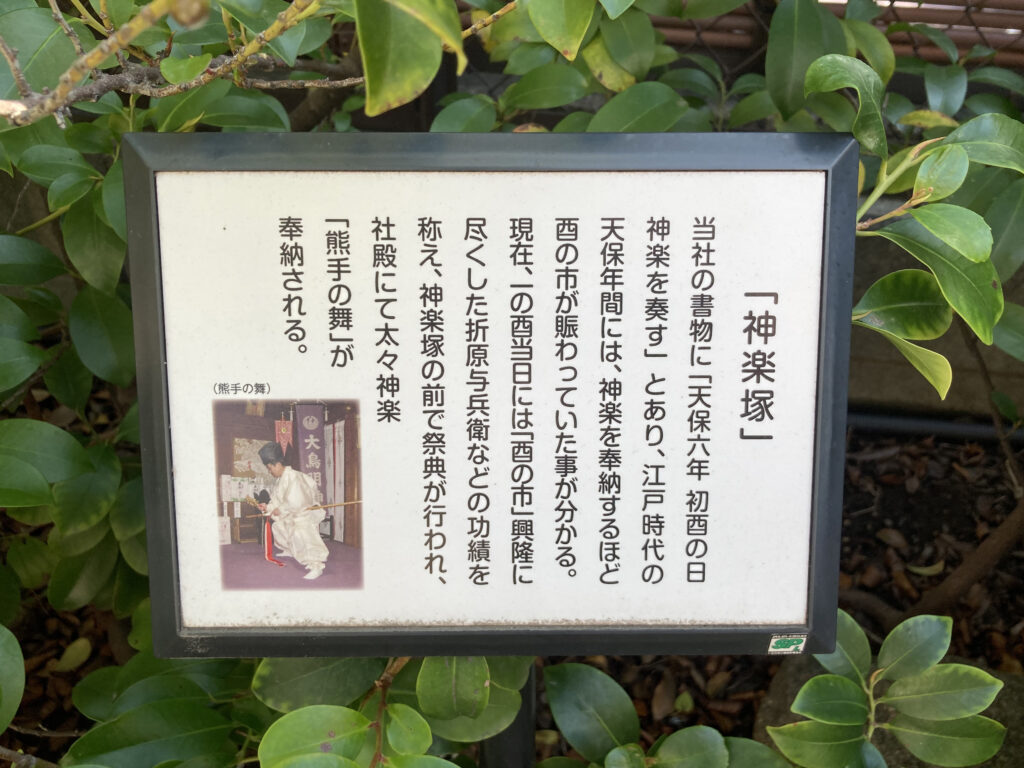 「神楽塚」
当社の書物に「天保六年 初酉の日
神楽を奏す」とあり、江戸時代の
天保年間には、神楽を奉納するほど
酉の市が賑わっていた事が分かる。
現在、一の酉当日には「酉の市」興隆に
尽くした折原与兵衛などの功績を
称え、神楽塚の前で祭典が行われ、
社殿にて太々神楽
「熊手の舞」が
奉納される。
(熊手の舞)
大鳥明神